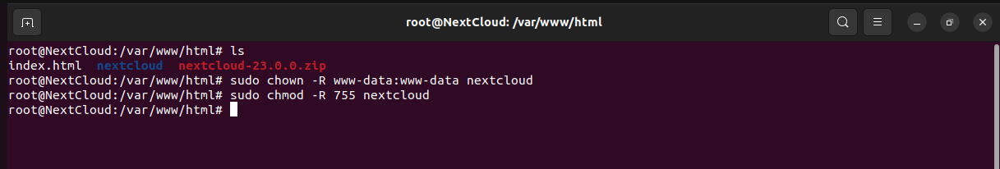 root@NextCloud: /var/www/html
root@NextCloud:/var/www/html# ls
index.html  nextcloud  nextcloud-23.0.0.zip
root@NextCloud:/var/www/html# sudo chown -R www-data:www-data nextcloud
root@NextCloud:/var/www/html# sudo chmod -R 755 nextcloud
root@NextCloud:/var/www/html#